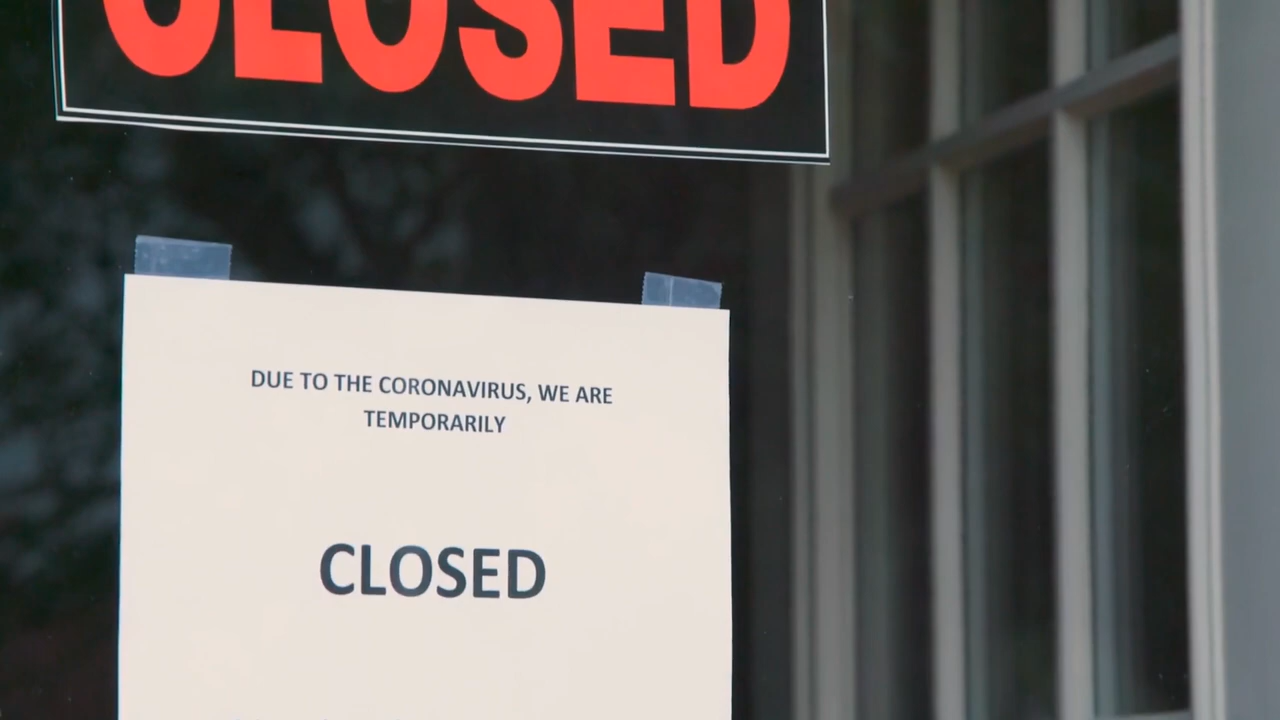 CLOSED
DUE TO THE CORONAVIRUS, WE ARE
TEMPORARILY
CLOSED